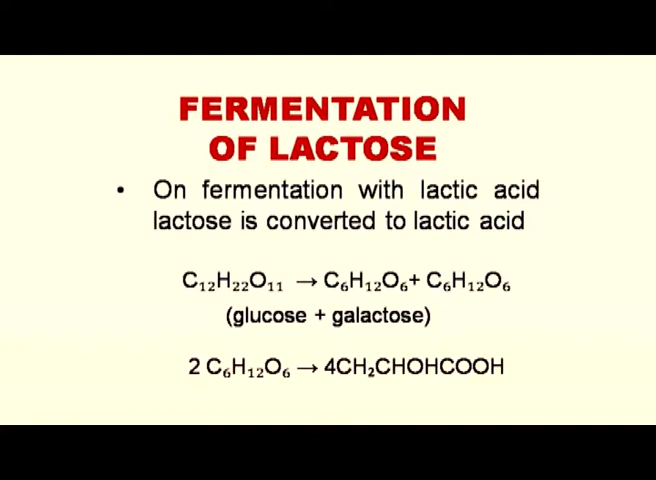 FERMENTATION
OF LACTOSE
• On fermentation with lactic acid
lactose is converted to lactic acid
C₁₂H₂₂O₁₁ → C₆H₁₂O₆+ C₆H₁₂O₆
(glucose + galactose)
2 C₆H₁₂O₆ → 4CH₂CHOHCOOH